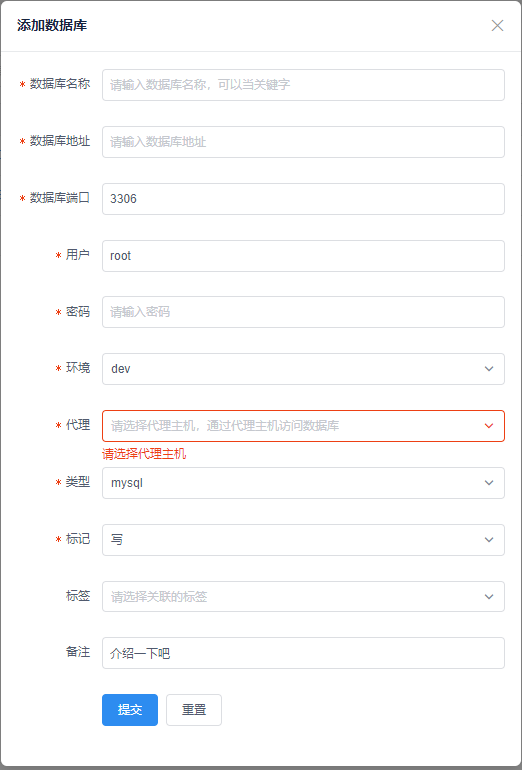 添加数据库
* 数据库名称 请输入数据库名称，可以当关键字
* 数据库地址 请输入数据库地址
* 数据库端口 3306
* 用户 root
* 密码 请输入密码
* 环境 dev
* 代理 请选择代理主机，通过代理主机访问数据库
请选择代理主机
* 类型 mysql
* 标记 写
标签 请选择关联的标签
备注 介绍一下吧
提交 重置